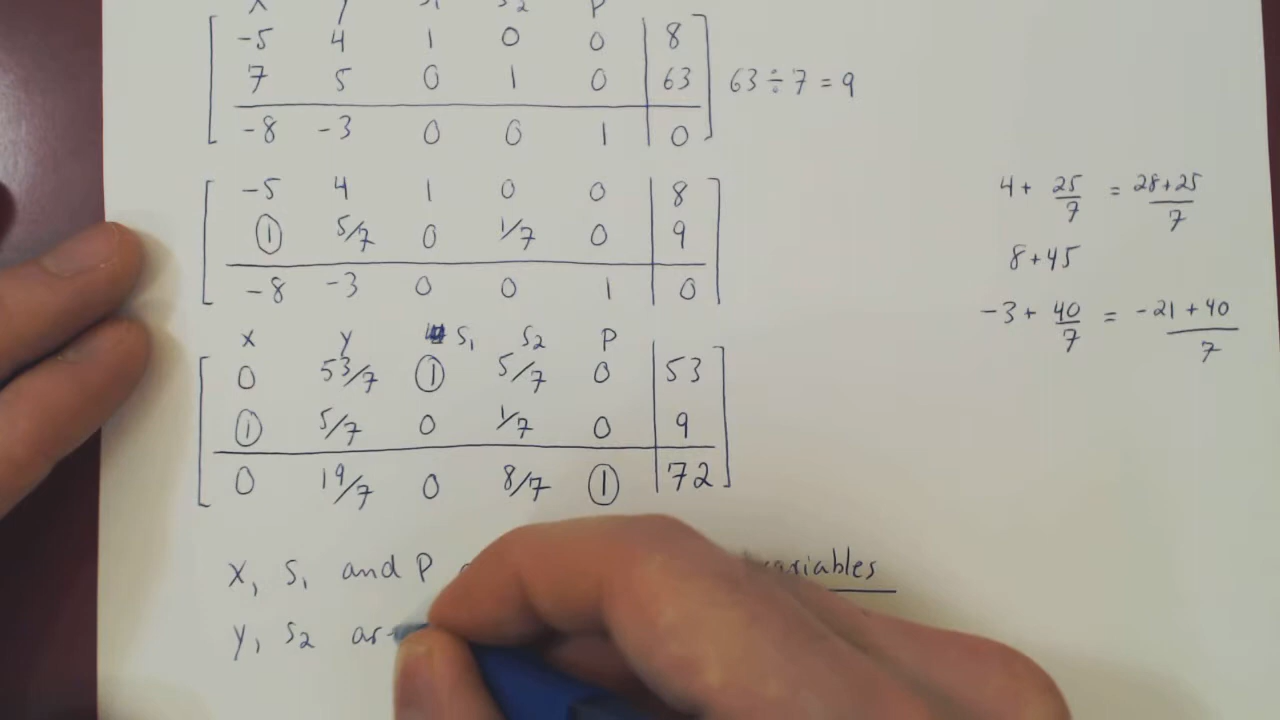 x y S₁ S₂ P
-5 4 1 0 0 8
7 5 0 1 0 63 63 ÷ 7 = 9
-8 -3 0 0 1 0
-5 4 1 0 0 8
1 5/7 0 1/7 0 9
-8 -3 0 0 1 0
x y S₁ S₂ P
0 53/7 1 5/7 0 53
1 5/7 0 1/7 0 9
0 19/7 0 8/7 1 72
x, S₁ and P variables
y, S₂ ar
4 + 25/7 = 28+25/7
8+45
-3 + 40/7 = -21 + 40/7